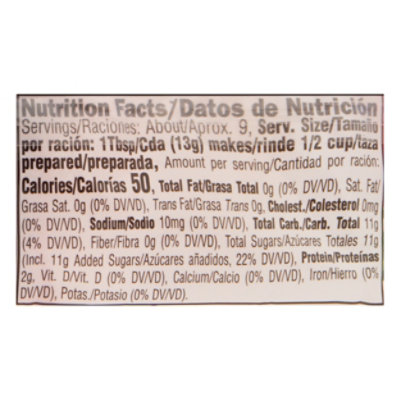 Nutrition Facts/Datos de Nutrición
Servings/Raciones: About/Aprox. 9, Serv. Size/Tamaño
por ración: 1Tbsp/Cda (13g) makes/rinde 1/2 cup/taza
prepared/preparada, Amount per serving/Cantidad por ración:
Calories/Calorías 50, Total Fat/Grasa Total 0g (0% DV/VD), Sat. Fat/
Grasa Sat. 0g (0% DV/VD), Trans Fat/Grasa Trans 0g, Cholest./Colesterol 0mg
(0% DV/VD), Sodium/Sodio 10mg (0% DV/VD), Total Carb./Carb. Total 11g
(4% DV/VD), Fiber/Fibra 0g (0% DV/VD), Total Sugars/Azúcares Totales 11g
(Incl. 11g Added Sugars/Azúcares añadidos, 22% DV/VD), Protein/Proteínas
2g, Vit. D/Vit. D (0% DV/VD), Calcium/Calcio (0% DV/VD), Iron/Hierro (0%
DV/VD), Potas./Potasio (0% DV/VD).